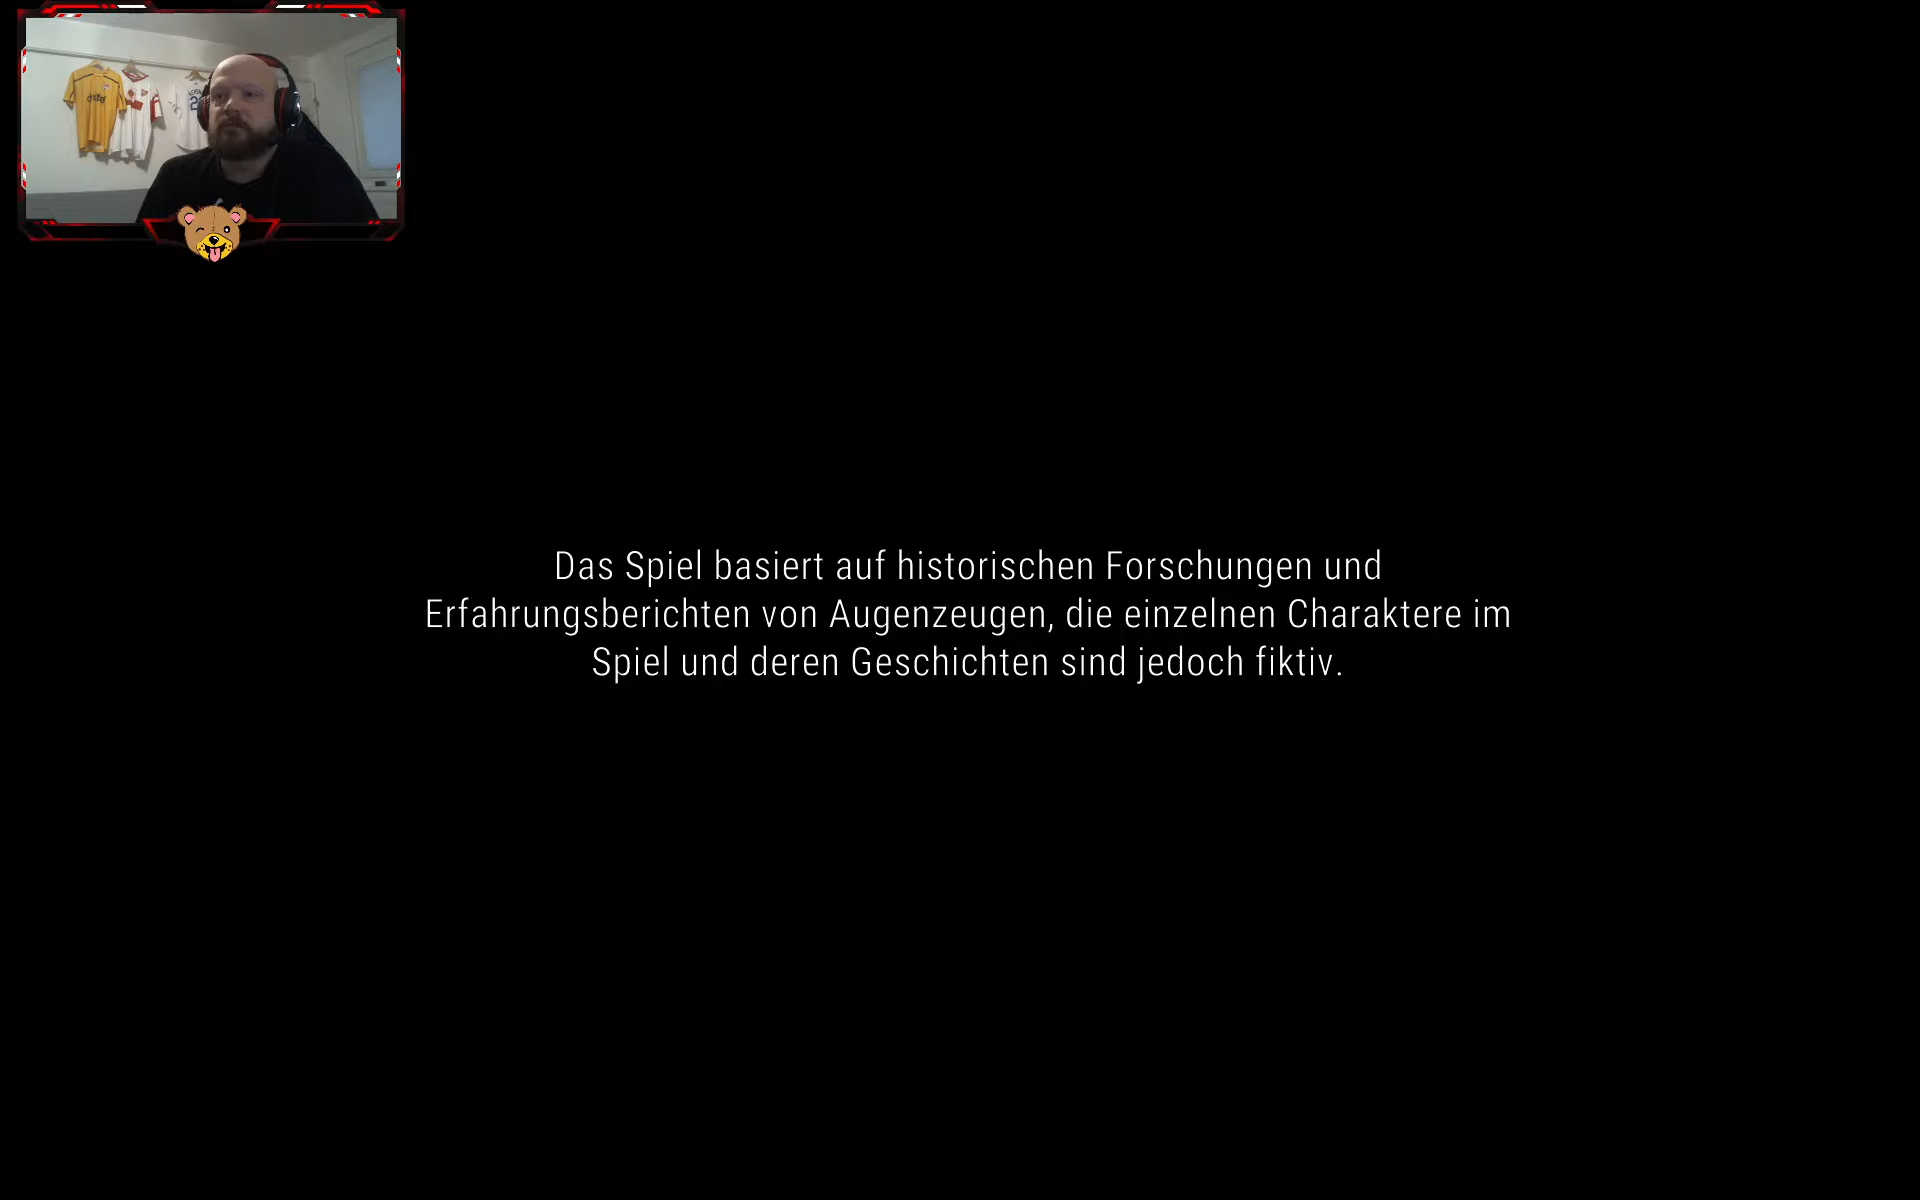 Das Spiel basiert auf historischen Forschungen und
Erfahrungsberichten von Augenzeugen, die einzelnen Charaktere im
Spiel und deren Geschichten sind jedoch fiktiv.